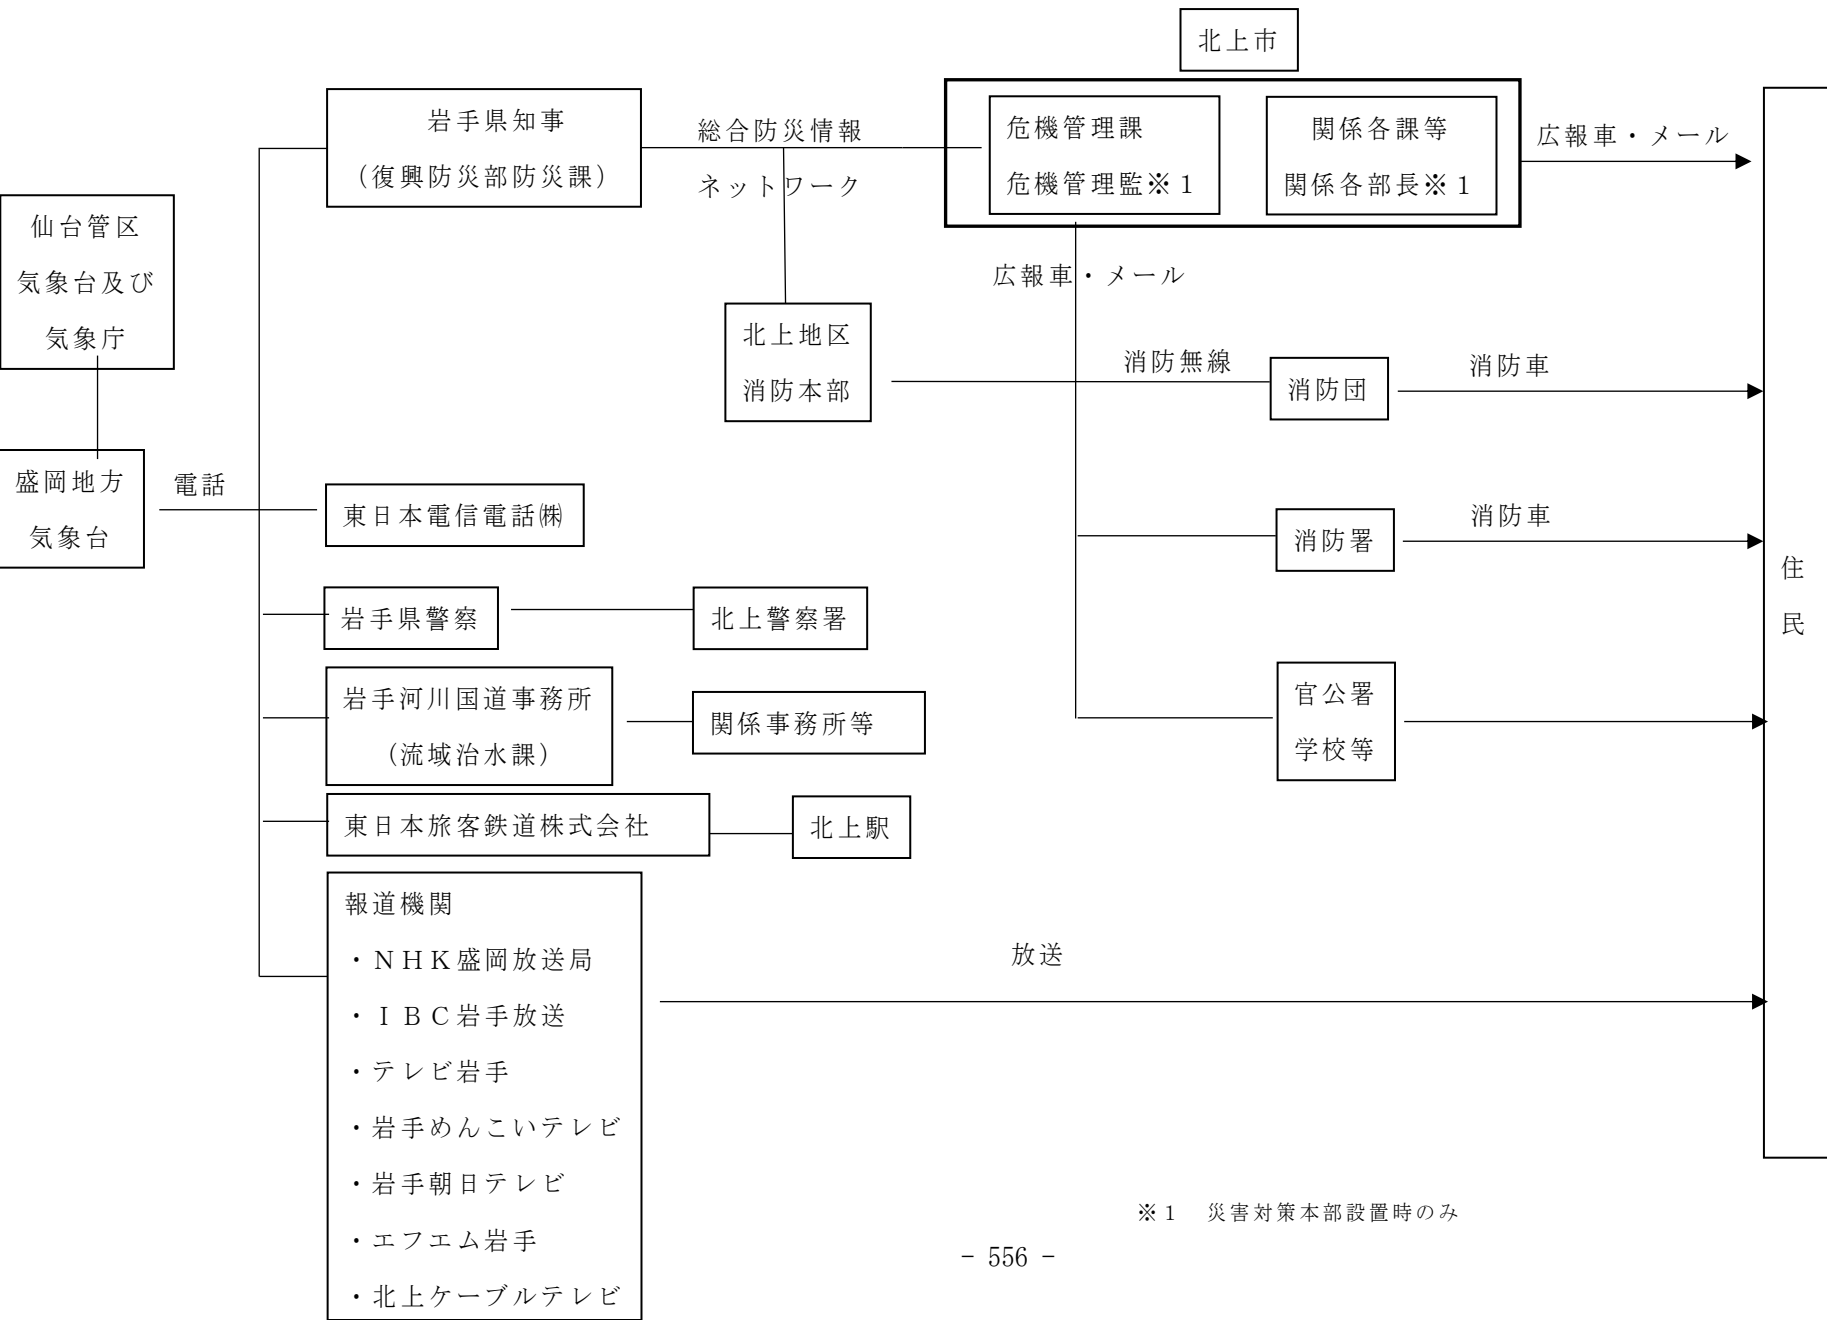 北上市
岩手県知事
(復興防災部防災課)
総合防災情報
ネットワーク
危機管理課
危機管理監※１
関係各課等
関係各部長※１
広報車・メール
仙台管区
気象台及び
気象庁
広報車・メール
北上地区
消防本部
消防無線
消防団
消防車
盛岡地方
気象台
電話
東日本電信電話㈱
消防署
消防車
住
民
岩手県警察
北上警察署
岩手河川国道事務所
(流域治水課)
関係事務所等
官公署
学校等
東日本旅客鉄道株式会社
北上駅
報道機関
・ＮＨＫ盛岡放送局
・ＩＢＣ岩手放送
・テレビ岩手
・岩手めんこいテレビ
・岩手朝日テレビ
・エフエム岩手
・北上ケーブルテレビ
放送
※１　災害対策本部設置時のみ
- 556 -